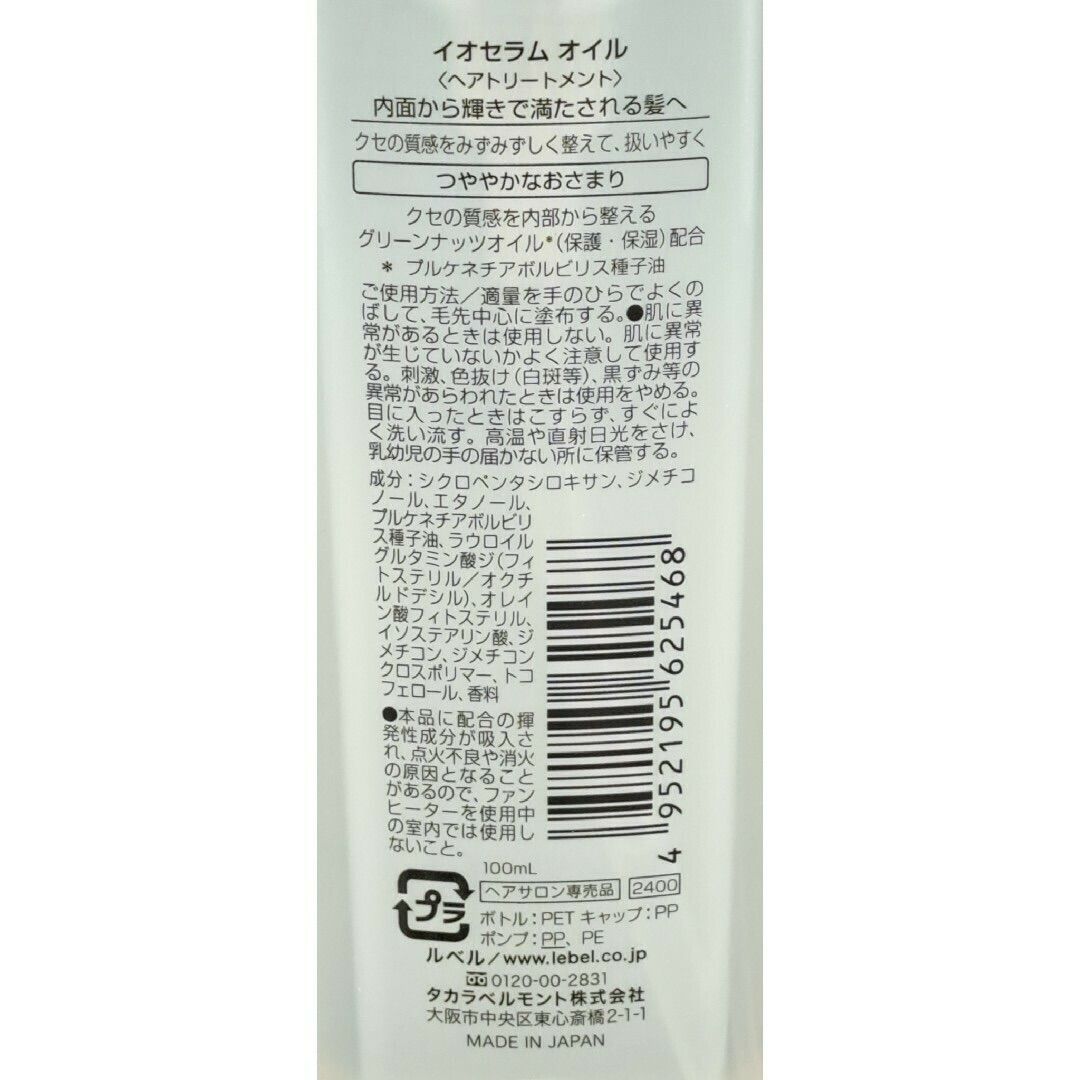 イオセラム オイル
〈ヘアトリートメント〉
内面から輝きで満たされる髪へ
クセの質感をみずみずしく整えて、扱いやすく
つややかなおさまり
クセの質感を内部から整える
グリーンナッツオイル*(保護・保湿)配合
* プルケネチアボルビリス種子油
ご使用方法／適量を手のひらでよくの
ばして、毛先中心に塗布する。●肌に異
常があるときは使用しない。肌に異常
が生じていないかよく注意して使用す
る。刺激、色抜け(白斑等)、黒ずみ等の
異常があらわれたときは使用をやめる。
目に入ったときはこすらず、すぐによ
く洗い流す。高温や直射日光をさけ、
乳幼児の手の届かない所に保管する。
成分：シクロペンタシロキサン、ジメチコ
ノール、エタノール、
プルケネチアボルビリ
ス種子油、ラウロイル
グルタミン酸ジ(フィ
トステリル／オクチ
ルドデシル)、オレイ
ン酸フィトステリル、
イソステアリン酸、ジ
メチコン、ジメチコン
クロスポリマー、トコ
フェロール、香料
●本品に配合の揮
発性成分が吸入さ
れ、点火不良や消火
の原因となること
があるので、ファン
ヒーターを使用中
の室内では使用し
ないこと。
4 952195 625468
100mL
プラ
ヘアサロン専売品 2400
ボトル：PET キャップ：PP
ポンプ：PP、PE
ルベル／www.lebel.co.jp
0120-00-2831
タカラベルモント株式会社
大阪市中央区東心斎橋2-1-1
MADE IN JAPAN